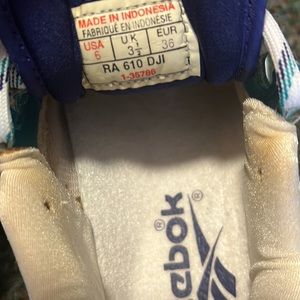 MADE IN INDONESIA
FABRIQUÉ EN INDONÉSIE
USA UK EUR
6 3½ 36
RA 610 DJI
1-35786
ebok